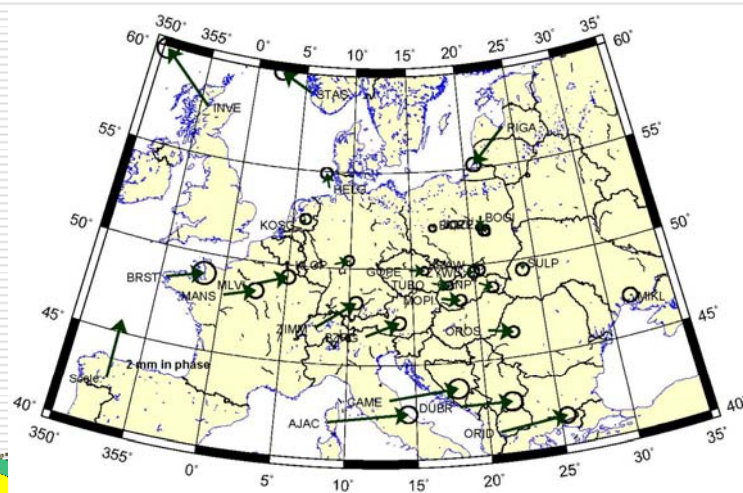 350° 355° 0° 5° 10° 15° 20° 25° 30° 35°
60° 60°
INVE
STAS
RIGA
55° 55°
HELG
50° 50°
KOSG
BOGI
KLOP
GOPE
SULP
BRST
MLVL
MANS
TUBO
MOPI
MIKL
45° 45°
ZIMM
OROS
2 mm in phase
Scale
CAME
DUBR
AJAC
ORID
40° 40°
350° 355° 0° 5° 10° 15° 20° 25° 30° 35°